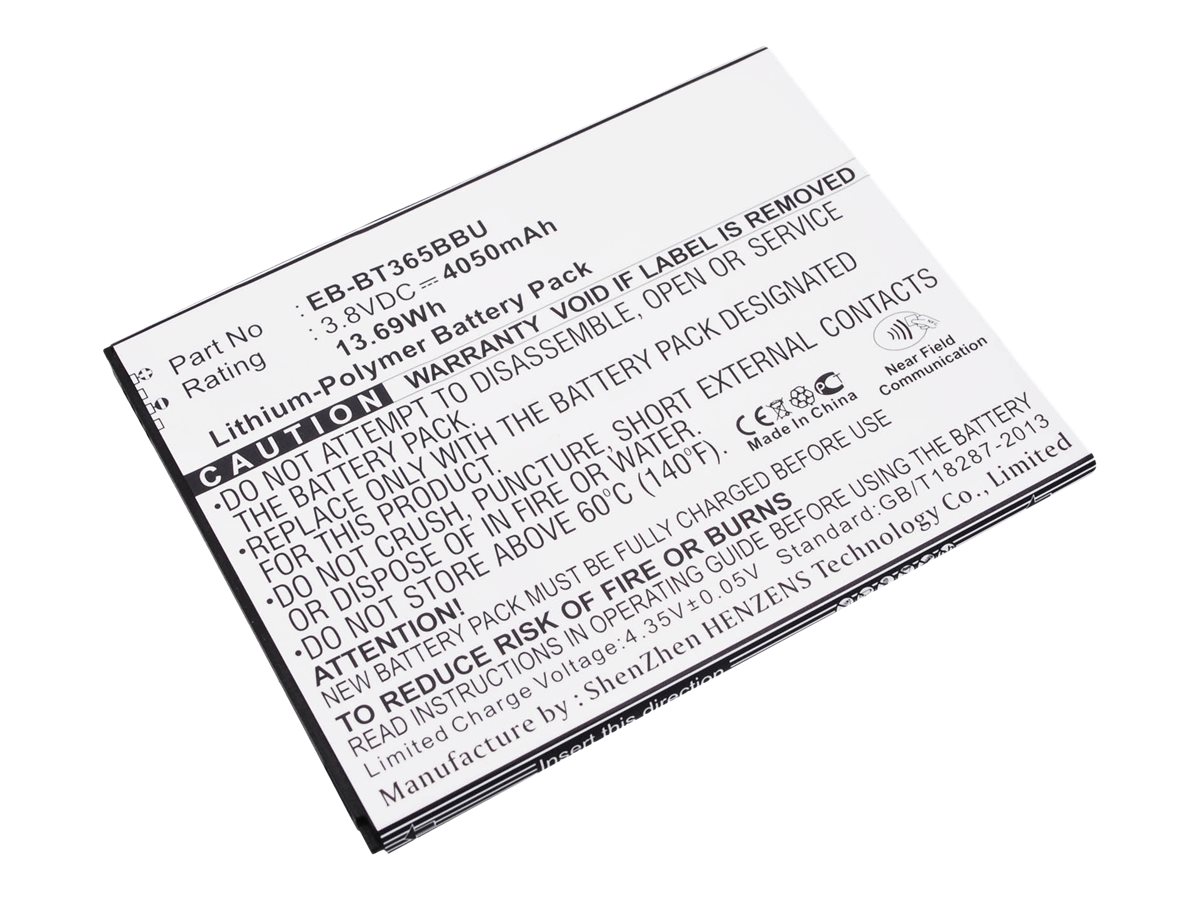 Part No : EB-BT365BBU
Rating : 3.8VDC ⎓ 4050mAh
13.69Wh
Lithium-Polymer Battery Pack
CAUTION WARRANTY VOID IF LABEL IS REMOVED
•DO NOT ATTEMPT TO DISASSEMBLE, OPEN OR SERVICE
THE BATTERY PACK.
•REPLACE ONLY WITH THE BATTERY PACK DESIGNATED
FOR THIS PRODUCT.
•DO NOT CRUSH, PUNCTURE, SHORT EXTERNAL CONTACTS
OR DISPOSE OF IN FIRE OR WATER.
•DO NOT STORE ABOVE 60°C (140°F)
CE
Made In China
Near Field
Communication
ATTENTION!
NEW BATTERY PACK MUST BE FULLY CHARGED BEFORE USE
TO REDUCE RISK OF FIRE OR BURNS
READ INSTRUCTIONS IN OPERATING GUIDE BEFORE USING THE BATTERY
Limited Charge Voltage:4.35V±0.05V Standard:GB/T18287-2013
Manufacture by : ShenZhen HENZENS Technology Co., Limited
Insert this direction